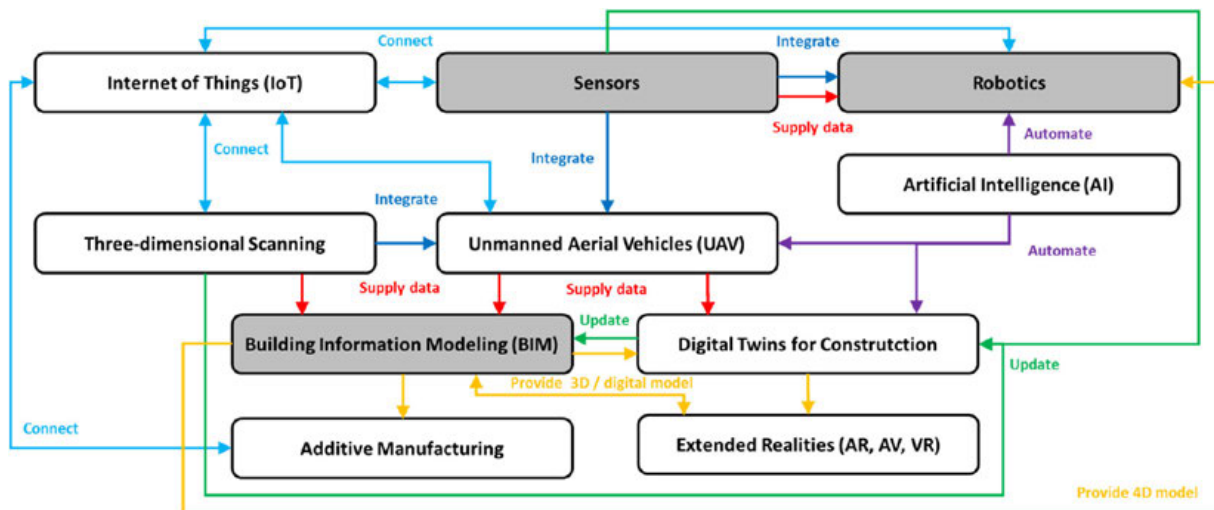 Connect
Integrate
Internet of Things (IoT)
Sensors
Robotics
Supply data
Automate
Connect
Integrate
Artificial Intelligence (AI)
Integrate
Three-dimensional Scanning
Unmanned Aerial Vehicles (UAV)
Automate
Supply data
Supply data
Update
Building Information Modeling (BIM)
Digital Twins for Construtction
Update
Provide 3D / digital model
Connect
Additive Manufacturing
Extended Realities (AR, AV, VR)
Provide 4D model